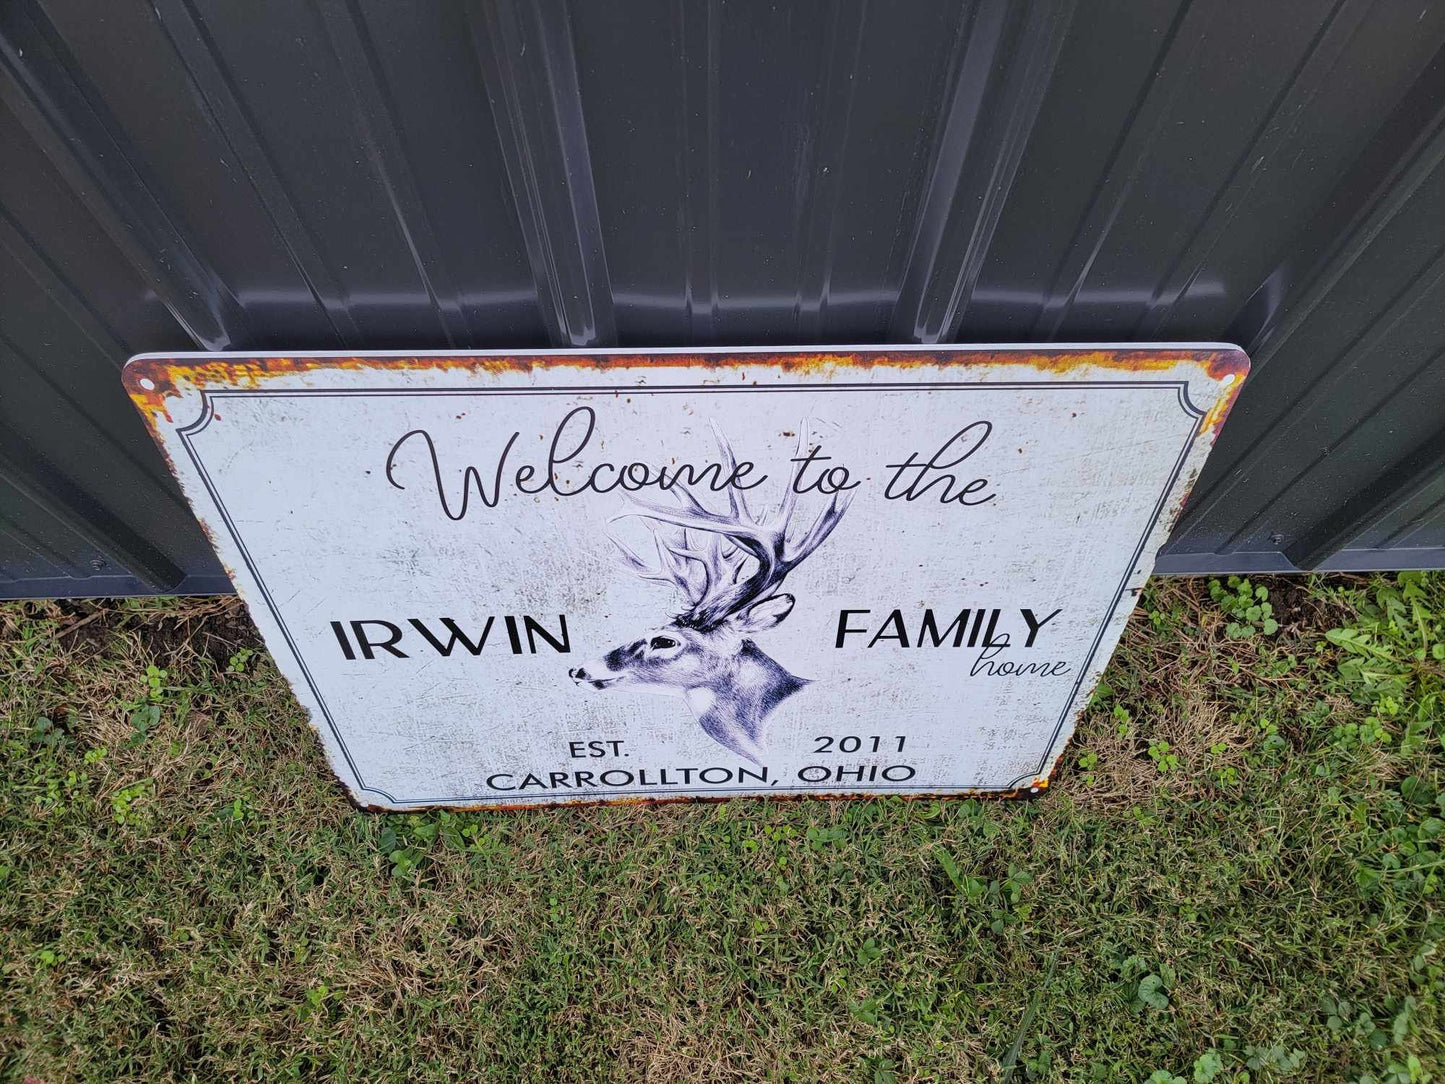 Welcome to the
IRWIN FAMILY
home
EST. 2011
CARROLLTON, OHIO